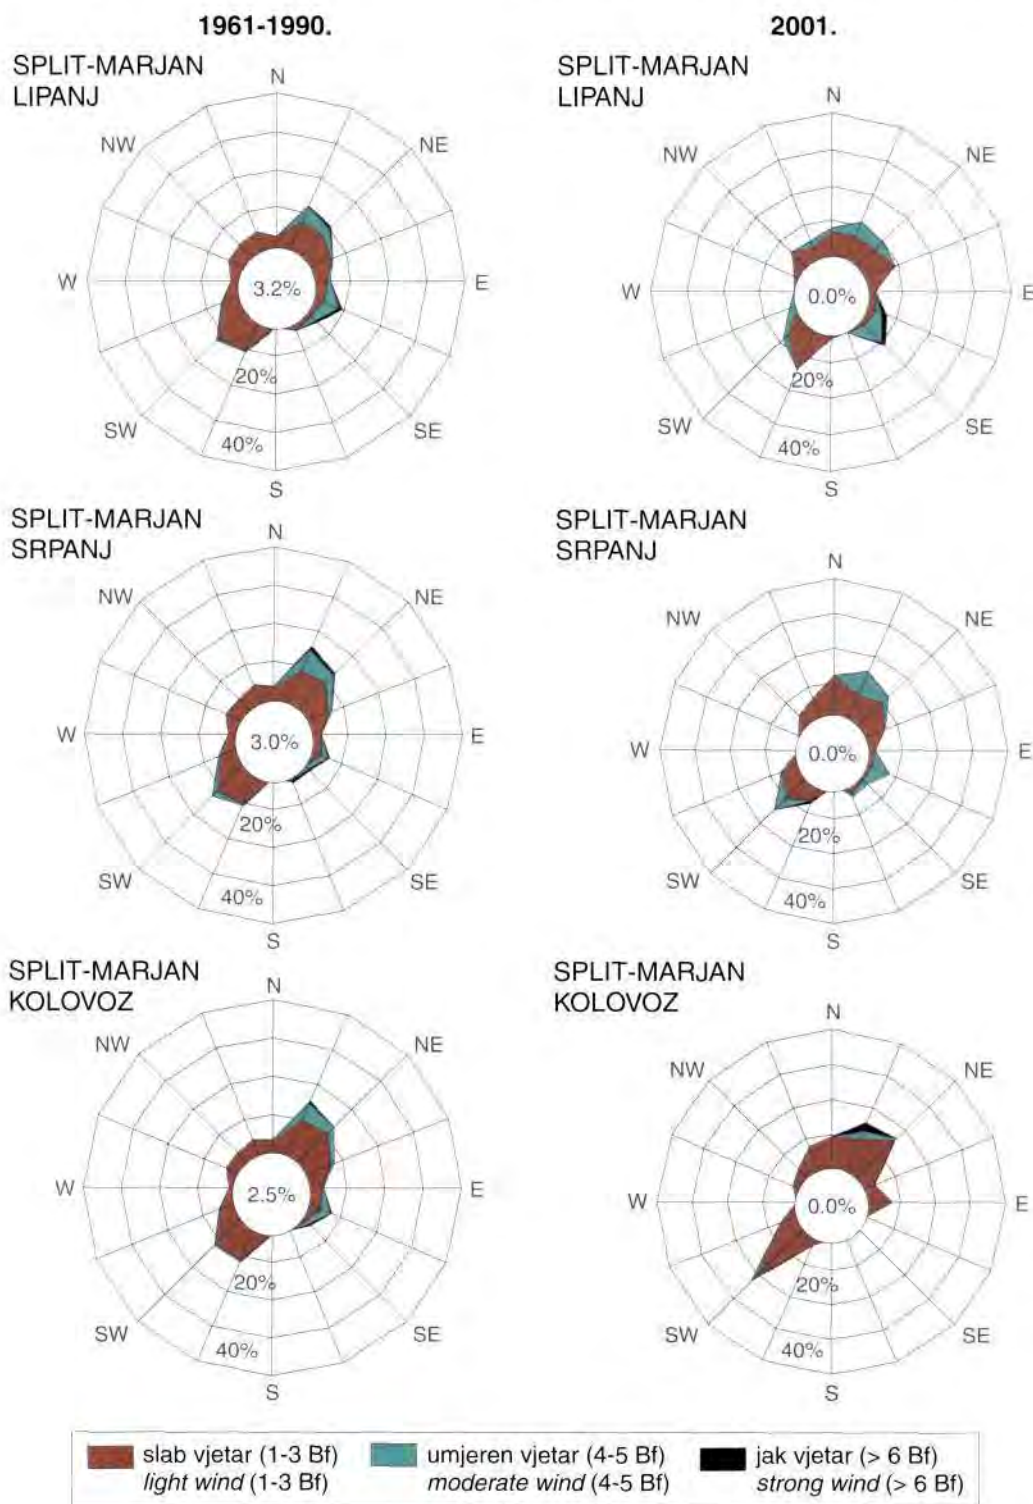 1961-1990.
2001.
SPLIT-MARJAN
LIPANJ
N
NW
NE
W
3.2%
E
20%
SW
SE
40%
S
SPLIT-MARJAN
LIPANJ
N
NW
NE
W
0.0%
E
20%
SW
SE
40%
S
SPLIT-MARJAN
SRPANJ
N
NW
NE
W
3.0%
E
20%
SW
SE
40%
S
SPLIT-MARJAN
SRPANJ
N
NW
NE
W
0.0%
E
20%
SW
SE
40%
S
SPLIT-MARJAN
KOLOVOZ
N
NW
NE
W
2.5%
E
20%
SW
SE
40%
S
SPLIT-MARJAN
KOLOVOZ
N
NW
NE
W
0.0%
E
20%
SW
SE
40%
S
slab vjetar (1-3 Bf)
light wind (1-3 Bf)
umjeren vjetar (4-5 Bf)
moderate wind (4-5 Bf)
jak vjetar (> 6 Bf)
strong wind (> 6 Bf)